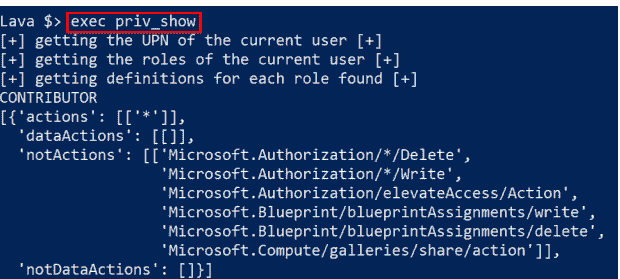 Lava $> exec priv_show
[+] getting the UPN of the current user [+]
[+] getting the roles of the current user [+]
[+] getting definitions for each role found [+]
CONTRIBUTOR
[{'actions': [['*']],
  'dataActions': [[]],
  'notActions': [['Microsoft.Authorization/*/Delete',
                  'Microsoft.Authorization/*/Write',
                  'Microsoft.Authorization/elevateAccess/Action',
                  'Microsoft.Blueprint/blueprintAssignments/write',
                  'Microsoft.Blueprint/blueprintAssignments/delete',
                  'Microsoft.Compute/galleries/share/action']],
  'notDataActions': []}]